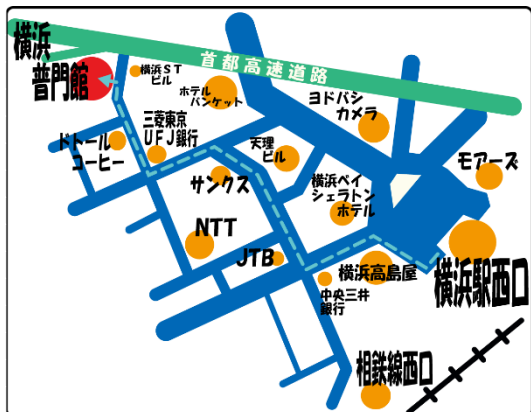 首都高速道路
横浜
普門館
横浜ST
ビル
ホテル
バンケット
ヨドバシ
カメラ
三菱東京
UFJ銀行
ドトール
コーヒー
天理
ビル
モアーズ
サンクス
横浜ベイ
シェラトン
ホテル
NTT
JTB
横浜高島屋
横浜駅西口
中央三井
銀行
相鉄線西口